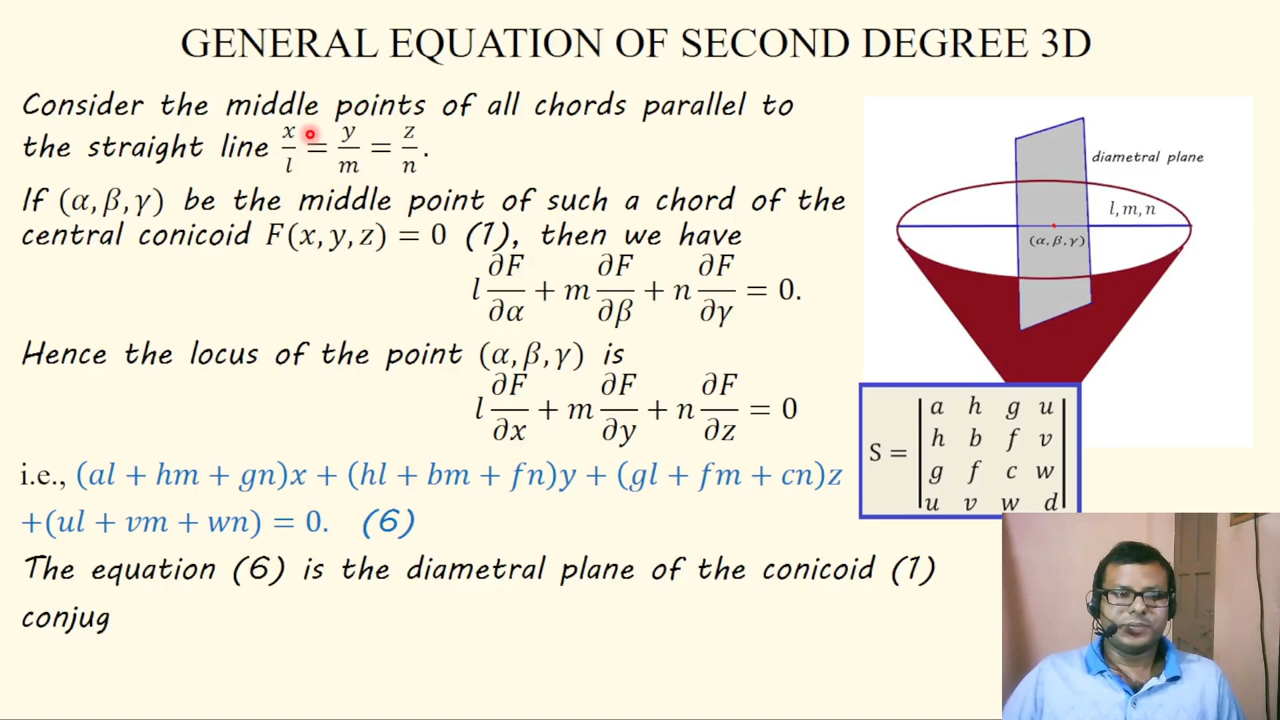 GENERAL EQUATION OF SECOND DEGREE 3D
Consider the middle points of all chords parallel to
the straight line x/l = y/m = z/n.
If (α, β, γ) be the middle point of such a chord of the
central conicoid F(x, y, z) = 0 (1), then we have
l ∂F/∂α + m ∂F/∂β + n ∂F/∂γ = 0.
Hence the locus of the point (α, β, γ) is
l ∂F/∂x + m ∂F/∂y + n ∂F/∂z = 0
i.e., (al + hm + gn)x + (hl + bm + fn)y + (gl + fm + cn)z
+(ul + vm + wn) = 0. (6)
The equation (6) is the diametral plane of the conicoid (1)
conjug
diametral plane
l, m, n
(α, β, γ)
S = | a h g u |
| h b f v |
| g f c w |
| u v w d |